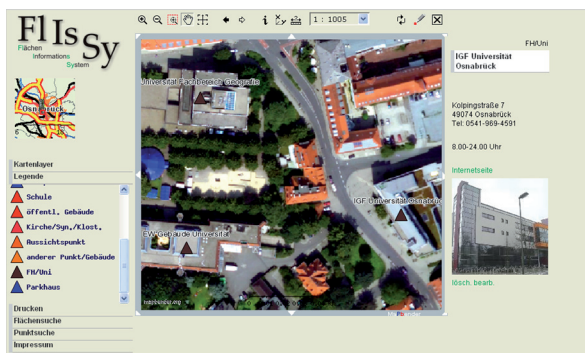 Fl Is Sy
Flächen
Informations
System
1 : 1005
FH/Uni
IGF Universität
Osnabrück
Kolpingstraße 7
49074 Osnabrück
Tel: 0541-969-4591
8.00-24.00 Uhr
Internetseite
lösch. bearb.
Osnabrück
Kartenlayer
Legende
Schule
öffentl. Gebäude
Kirche/Syn./Klost.
Aussichtspunkt
anderer Punkt/Gebäude
FH/Uni
Parkhaus
Drucken
Flächensuche
Punktsuche
Impressum
Universität Fachbereich Geografie
IGF Universität Osnabrück
EW-Gebäude Universität